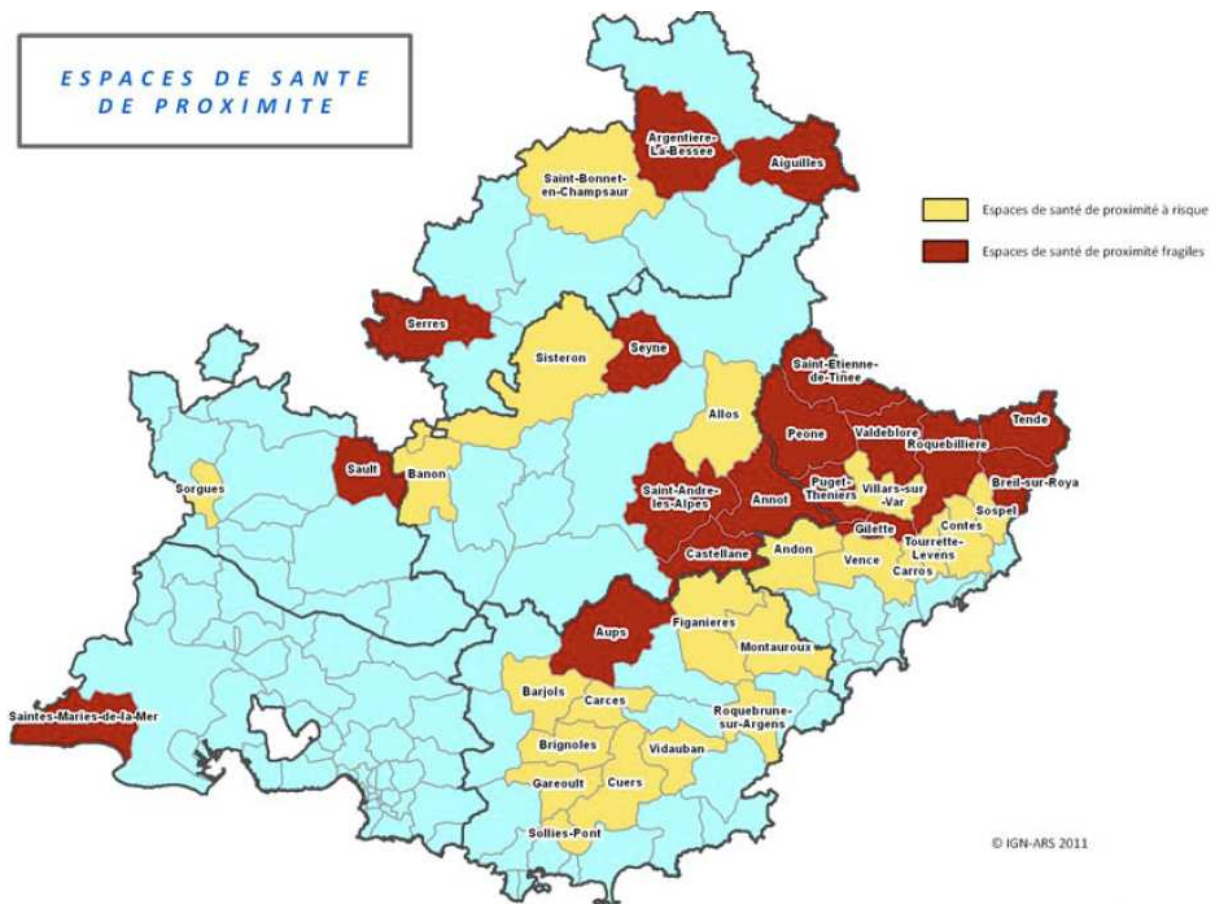 ESPACES DE SANTE
DE PROXIMITE
Argentiere-
La-Bessee
Aiguilles
Saint-Bonnet-
en-Champsaur
Espaces de santé de proximité à risque
Espaces de santé de proximité fragiles
Serres
Sisteron
Seyne
Saint-Etienne-
de-Tinee
Allos
Peone
Valdeblore
Roquebilliere
Tende
Sault
Banon
Sorgues
Saint-Andre-
les-Alpes
Annot
Puget-
Theniers
Villars-sur
-Var
Breil-sur-Roya
Sospel
Contes
Gilette
Castellane
Andon
Vence
Tourrette-
Levens
Carros
Aups
Figanieres
Montauroux
Barjols
Carces
Roquebrune-
sur-Argens
Saintes-Maries-de-la-Mer
Brignoles
Vidauban
Gareoult
Cuers
Sollies-Pont
© IGN-ARS 2011